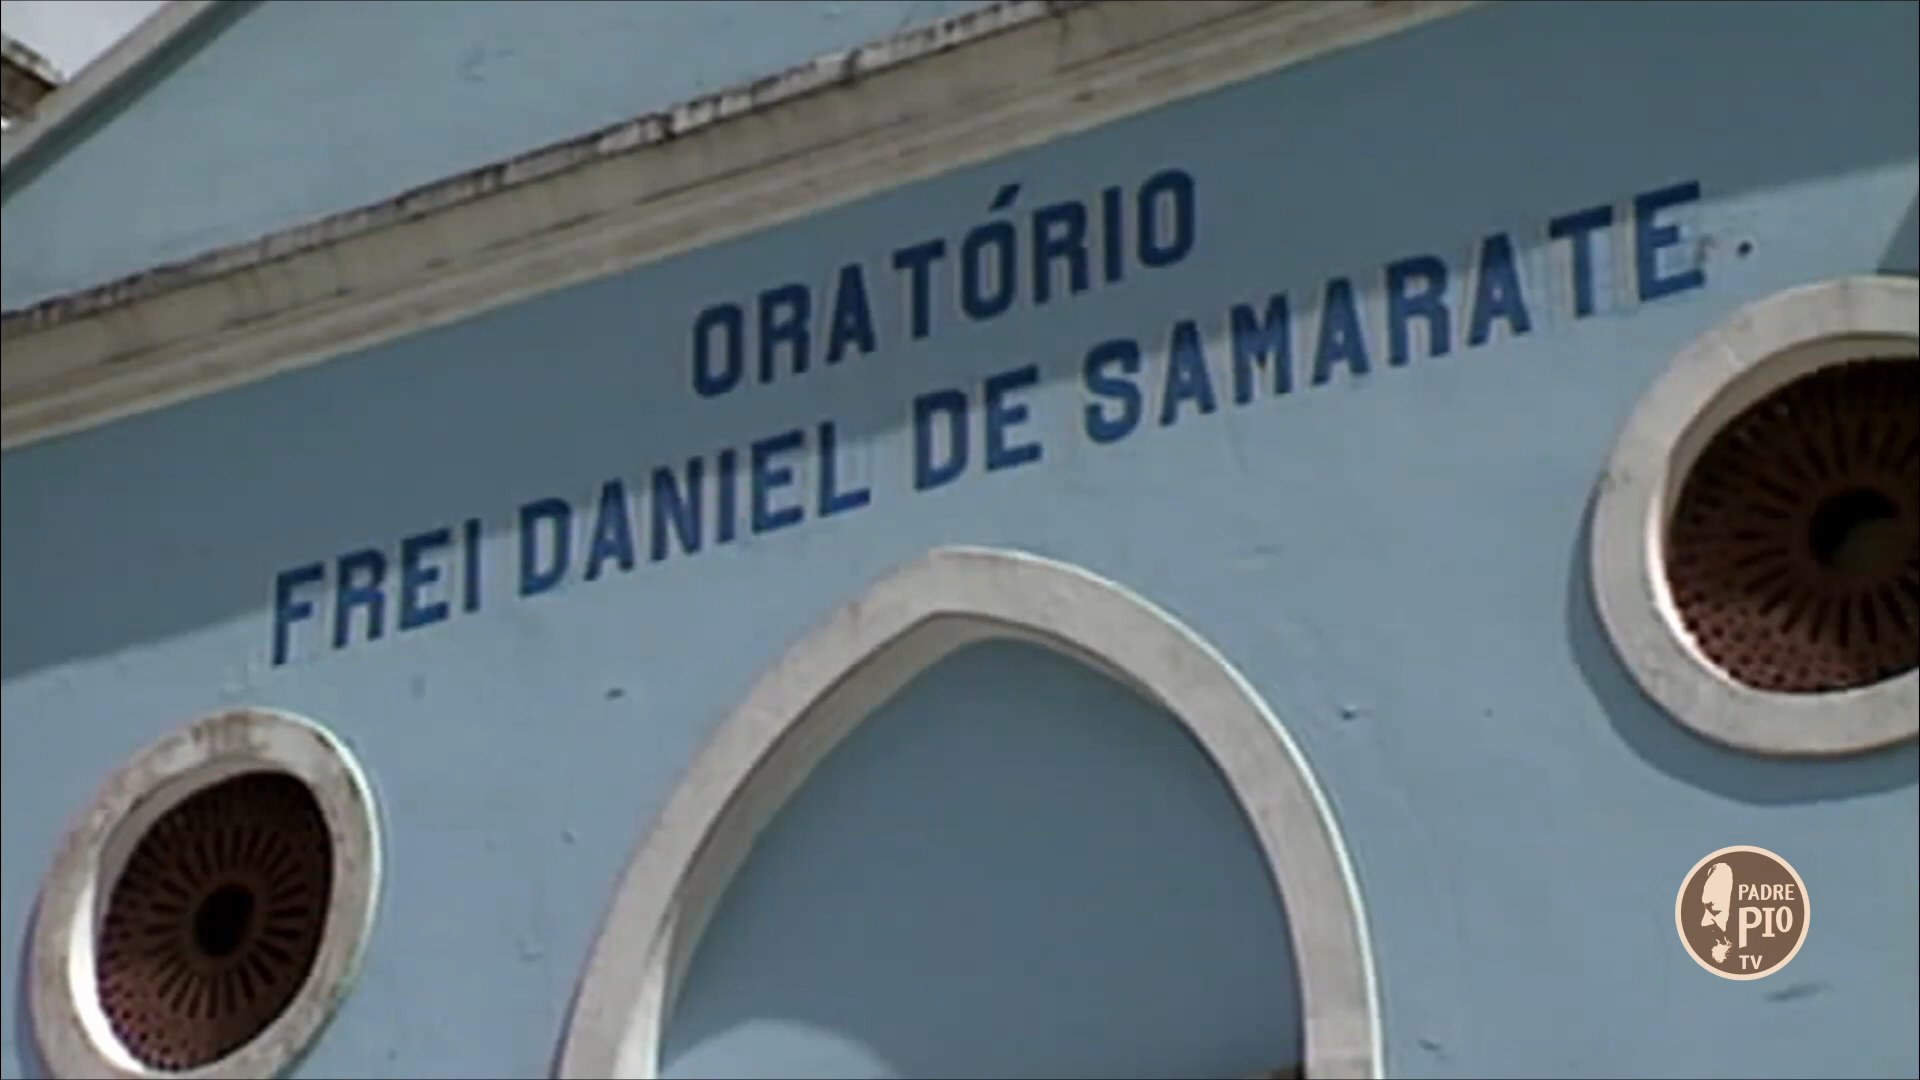 ORATÓRIO
FREI DANIEL DE SAMARATE.
PADRE
PIO
TV